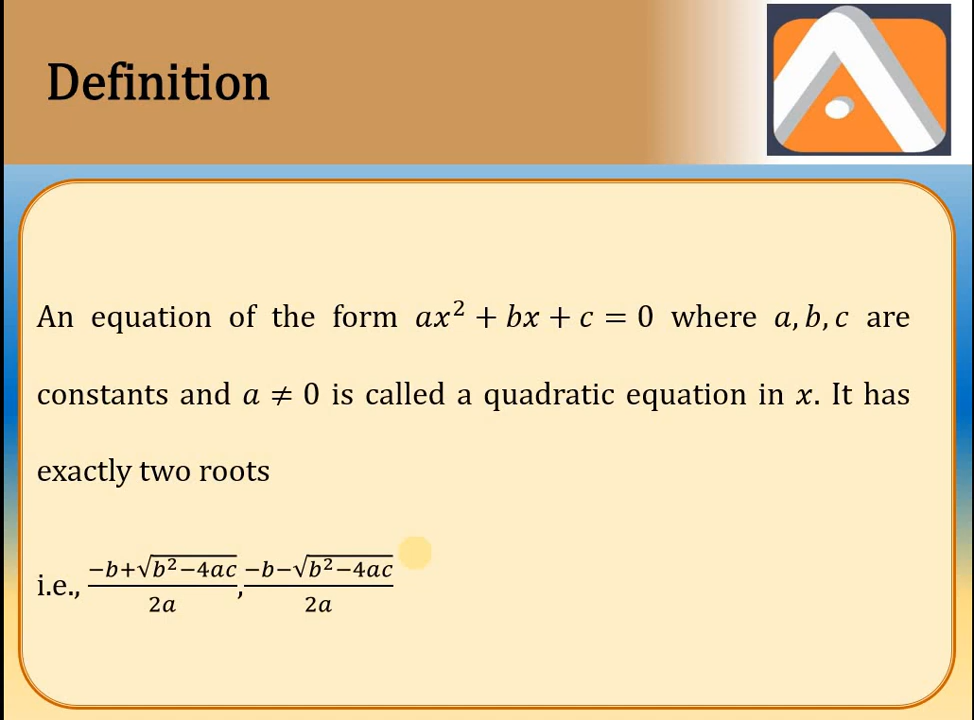 Definition
An equation of the form ax² + bx + c = 0 where a, b, c are
constants and a ≠ 0 is called a quadratic equation in x. It has
exactly two roots
i.e., (−b+√(b²−4ac))/(2a), (−b−√(b²−4ac))/(2a)